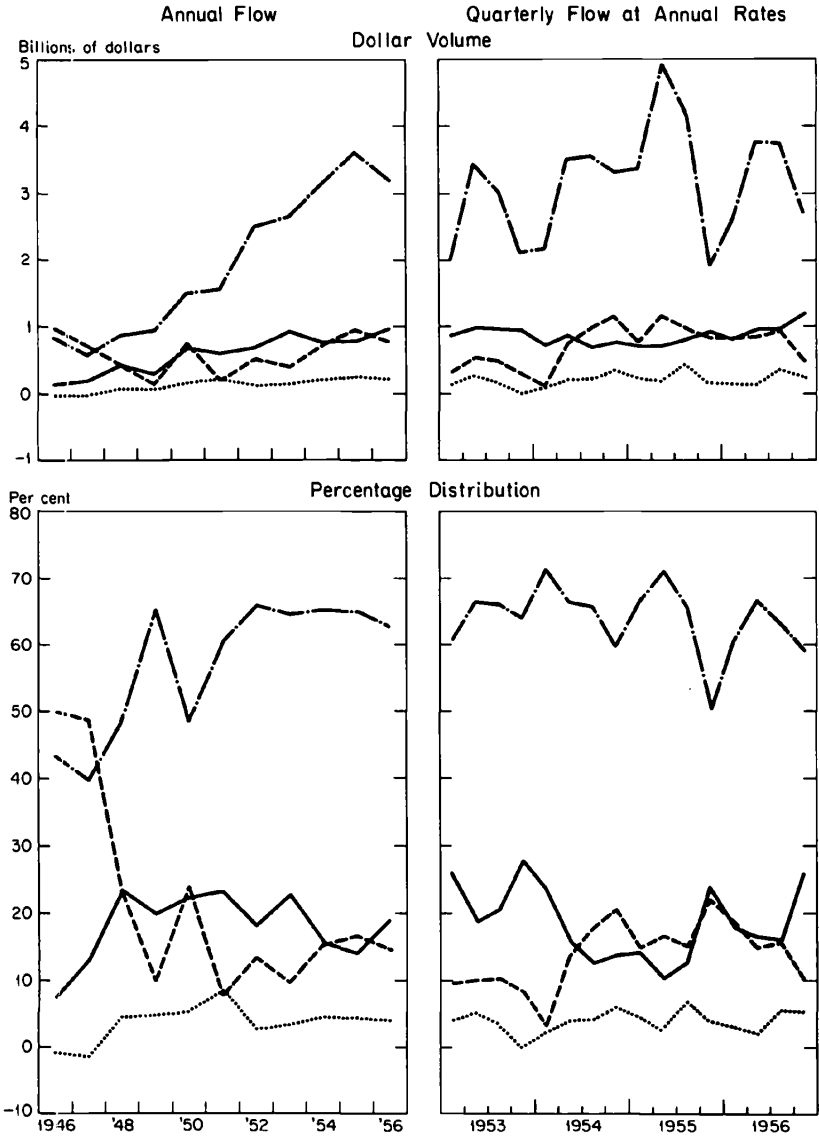 Annual Flow
Quarterly Flow at Annual Rates
Dollar Volume
Billions of dollars
5
4
3
2
1
0
-1
Percentage Distribution
Per cent
80
70
60
50
40
30
20
10
0
-10
1946 '48 '50 '52 '54 '56
1953 1954 1955 1956